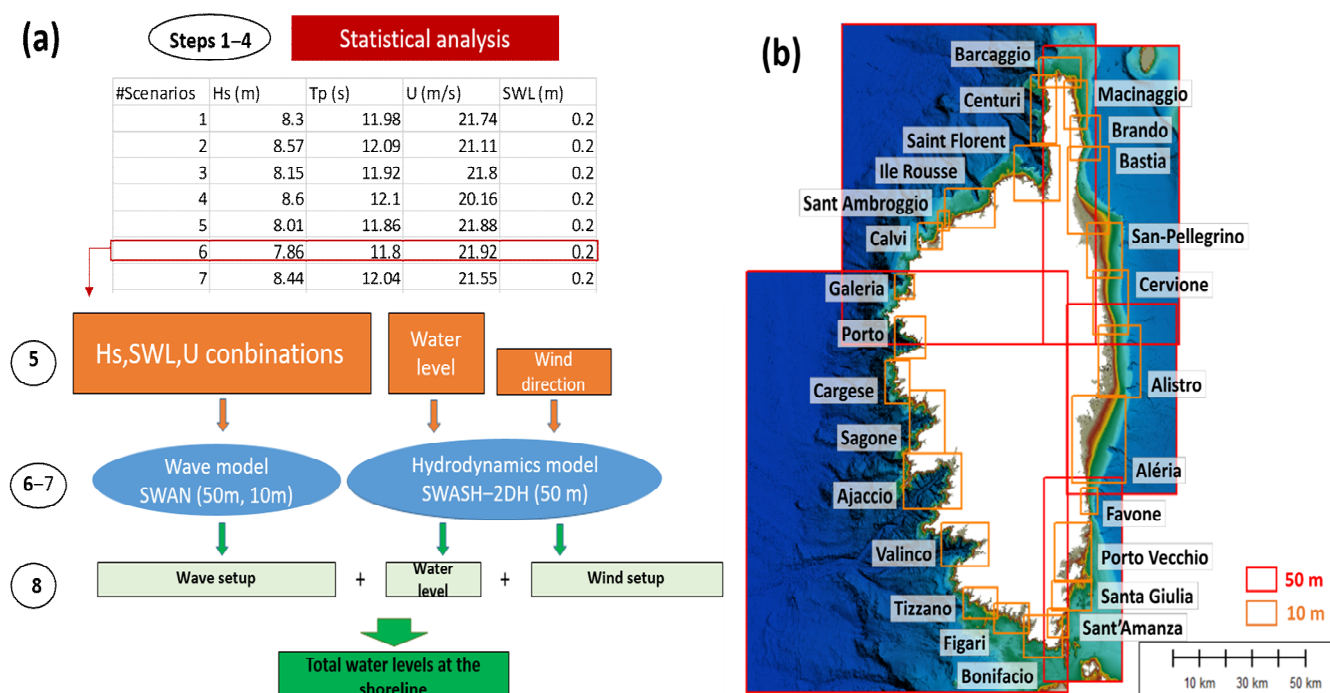 (a)
Steps 1–4
Statistical analysis
#Scenarios Hs (m) Tp (s) U (m/s) SWL (m)
1 8.3 11.98 21.74 0.2
2 8.57 12.09 21.11 0.2
3 8.15 11.92 21.8 0.2
4 8.6 12.1 20.16 0.2
5 8.01 11.86 21.88 0.2
6 7.86 11.8 21.92 0.2
7 8.44 12.04 21.55 0.2
5
Hs,SWL,U conbinations
Water
level
Wind
direction
6–7
Wave model
SWAN (50m, 10m)
Hydrodynamics model
SWASH–2DH (50 m)
8
Wave setup
+
Water
level
+
Wind setup
Total water levels at the
shoreline
(b)
Barcaggio
Centuri
Macinaggio
Brando
Saint Florent
Bastia
Ile Rousse
Sant Ambroggio
Calvi
San-Pellegrino
Galeria
Cervione
Porto
Cargese
Alistro
Sagone
Aléria
Ajaccio
Favone
Valinco
Porto Vecchio
Tizzano
Santa Giulia
Figari
Sant'Amanza
Bonifacio
50 m
10 m
10 km 30 km 50 km